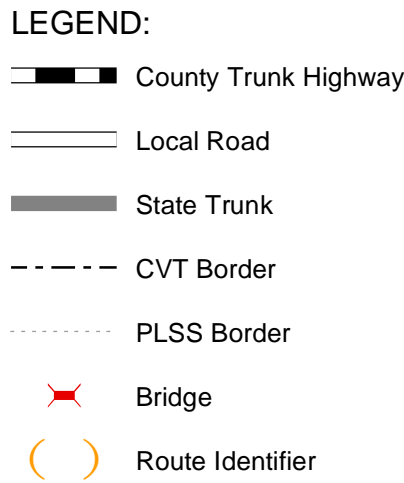 LEGEND:
County Trunk Highway
Local Road
State Trunk
CVT Border
PLSS Border
Bridge
( ) Route Identifier